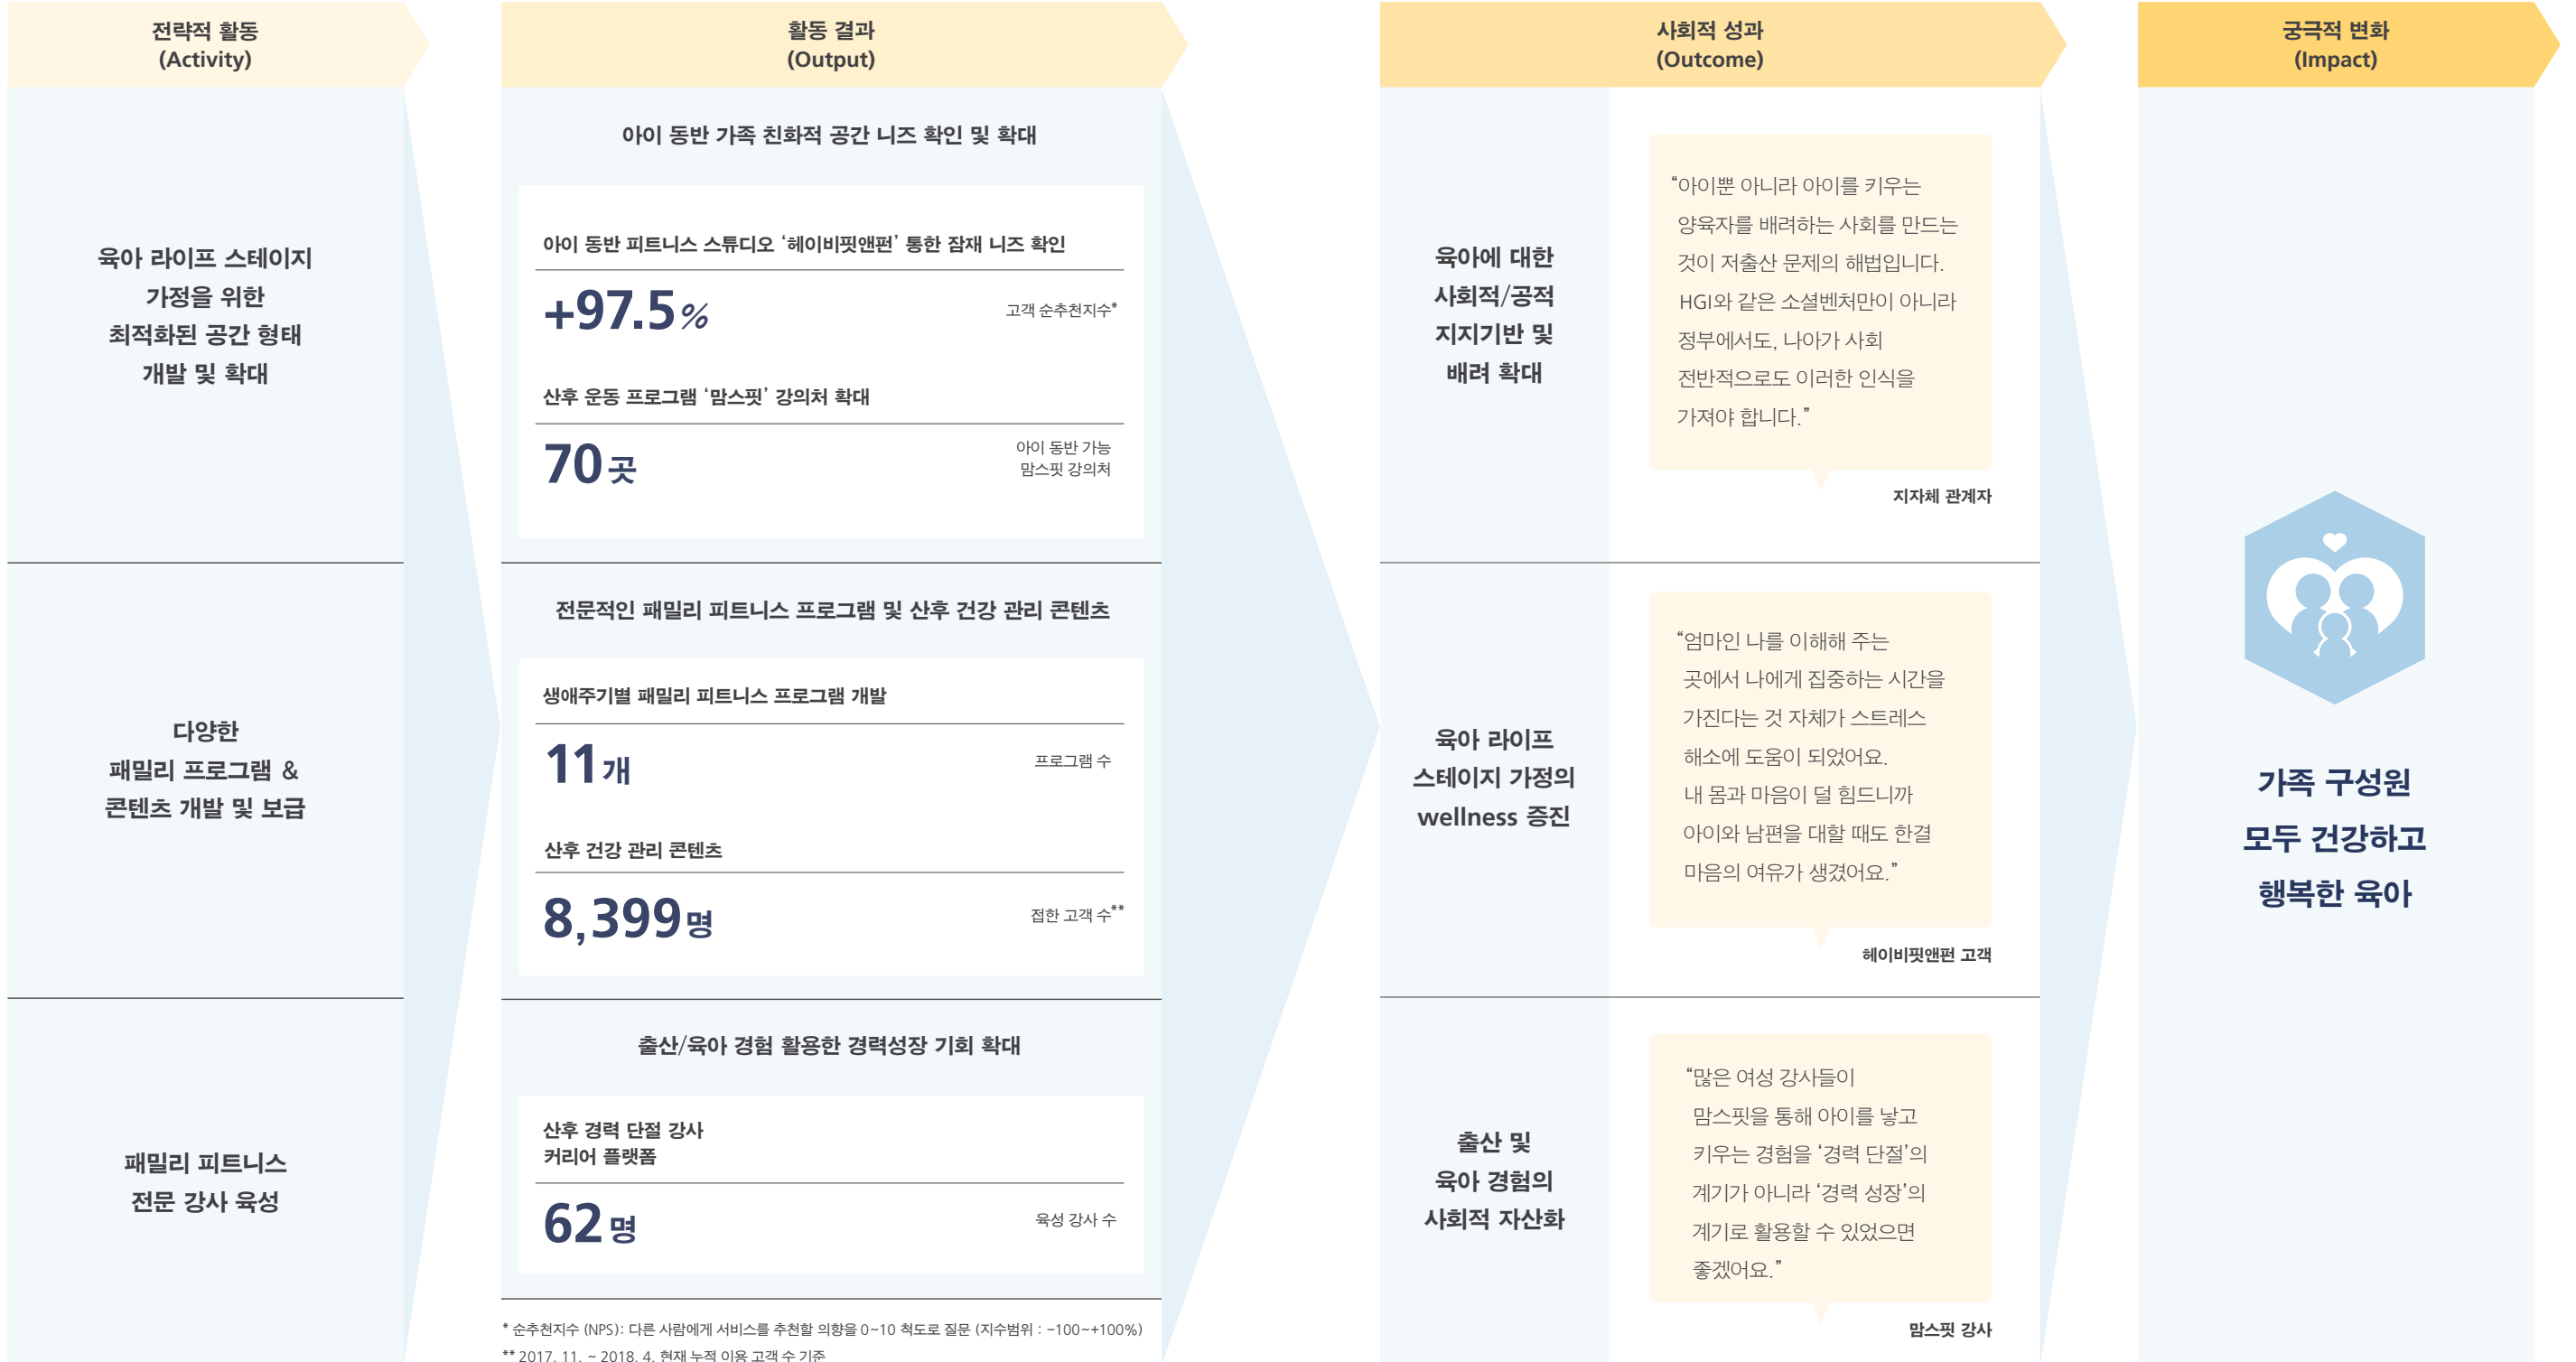 전략적 활동
(Activity)
활동 결과
(Output)
사회적 성과
(Outcome)
궁극적 변화
(Impact)
육아 라이프 스테이지
가정을 위한
최적화된 공간 형태
개발 및 확대
아이 동반 가족 친화적 공간 니즈 확인 및 확대
아이 동반 피트니스 스튜디오 ‘헤이비핏앤펀’ 통한 잠재 니즈 확인
+97.5%
고객 순추천지수*
산후 운동 프로그램 ‘맘스핏’ 강의처 확대
70곳
아이 동반 가능
맘스핏 강의처
육아에 대한
사회적/공적
지지기반 및
배려 확대
“아이뿐 아니라 아이를 키우는
양육자를 배려하는 사회를 만드는
것이 저출산 문제의 해법입니다.
HGI와 같은 소셜벤처만이 아니라
정부에서도, 나아가 사회
전반적으로도 이러한 인식을
가져야 합니다.”
지자체 관계자
다양한
패밀리 프로그램 &
콘텐츠 개발 및 보급
전문적인 패밀리 피트니스 프로그램 및 산후 건강 관리 콘텐츠
생애주기별 패밀리 피트니스 프로그램 개발
11개
프로그램 수
산후 건강 관리 콘텐츠
8,399명
접한 고객 수**
육아 라이프
스테이지 가정의
wellness 증진
“엄마인 나를 이해해 주는
곳에서 나에게 집중하는 시간을
가진다는 것 자체가 스트레스
해소에 도움이 되었어요.
내 몸과 마음이 덜 힘드니까
아이와 남편을 대할 때도 한결
마음의 여유가 생겼어요.”
헤이비핏앤펀 고객
패밀리 피트니스
전문 강사 육성
출산/육아 경험 활용한 경력성장 기회 확대
산후 경력 단절 강사
커리어 플랫폼
62명
육성 강사 수
* 순추천지수 (NPS): 다른 사람에게 서비스를 추천할 의향을 0~10 척도로 질문 (지수범위 : -100~+100%)
** 2017. 11. ~ 2018. 4. 현재 누적 이용 고객 수 기준
출산 및
육아 경험의
사회적 자산화
“많은 여성 강사들이
맘스핏을 통해 아이를 낳고
키우는 경험을 ‘경력 단절’의
계기가 아니라 ‘경력 성장’의
계기로 활용할 수 있었으면
좋겠어요.”
맘스핏 강사
가족 구성원
모두 건강하고
행복한 육아